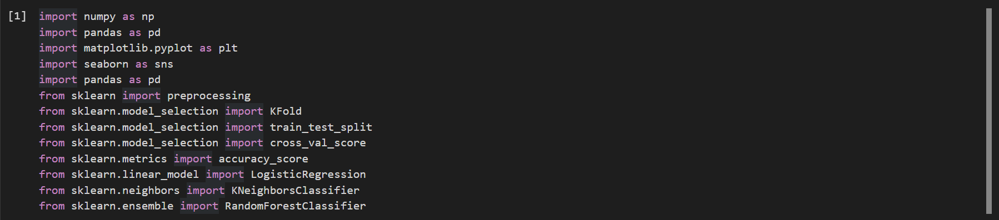 [1] import numpy as np
import pandas as pd
import matplotlib.pyplot as plt
import seaborn as sns
import pandas as pd
from sklearn import preprocessing
from sklearn.model_selection import KFold
from sklearn.model_selection import train_test_split
from sklearn.model_selection import cross_val_score
from sklearn.metrics import accuracy_score
from sklearn.linear_model import LogisticRegression
from sklearn.neighbors import KNeighborsClassifier
from sklearn.ensemble import RandomForestClassifier